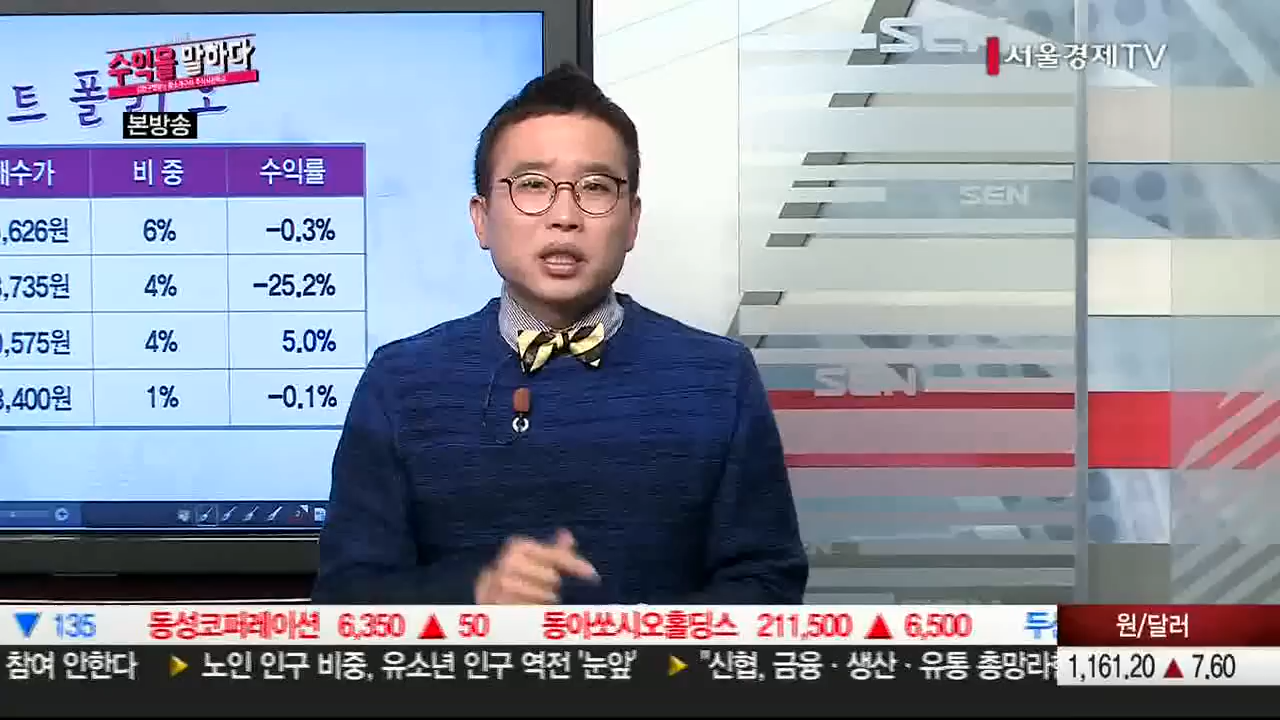 수익률 말하다
본방송
SEN
서울경제TV
트 폴
매수가 비 중 수익률
,626원 6% -0.3%
,735원 4% -25.2%
,575원 4% 5.0%
,400원 1% -0.1%
SEN
SEN
▼ 135 동성코퍼레이션 6,350 ▲ 50 동아쏘시오홀딩스 211,500 ▲ 6,500 두산
원/달러
참여 안한다 ▶ 노인 인구 비중, 유소년 인구 역전 '눈앞' ▶ "신협, 금융·생산·유통 총망라
1,161.20 ▲ 7.60